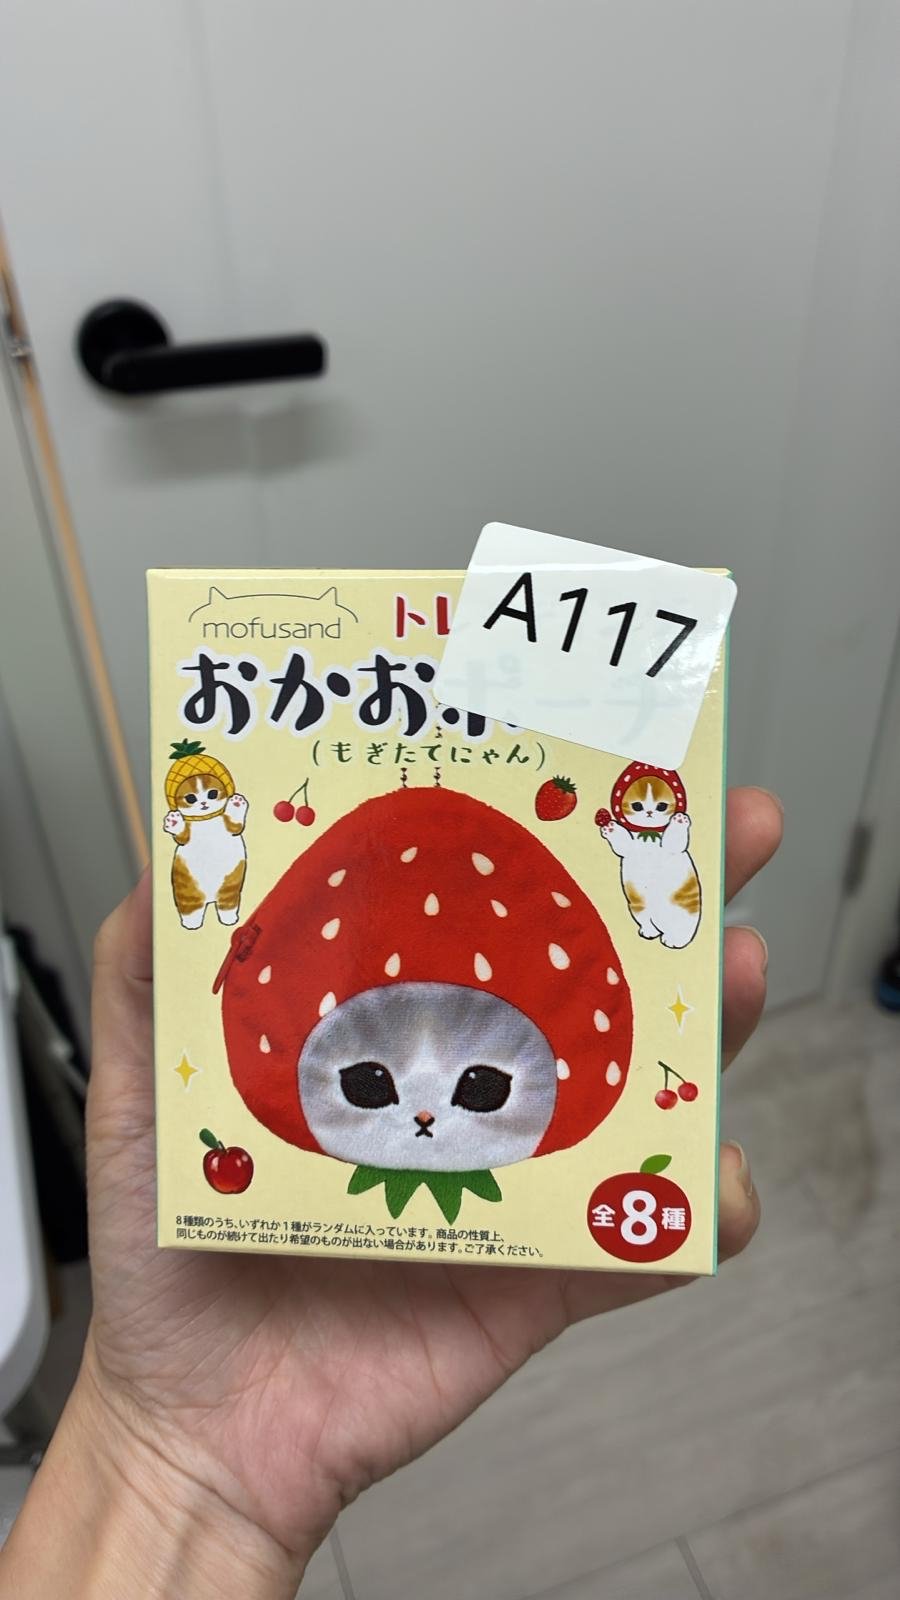 mofusand
トレ
A117
おかおポーチ
(もぎたてにゃん)
全8種
8種類のうち、いずれか1種がランダムに入っています。商品の性質上、
同じものが続けて出たり希望のものが出ない場合があります。ご了承ください。